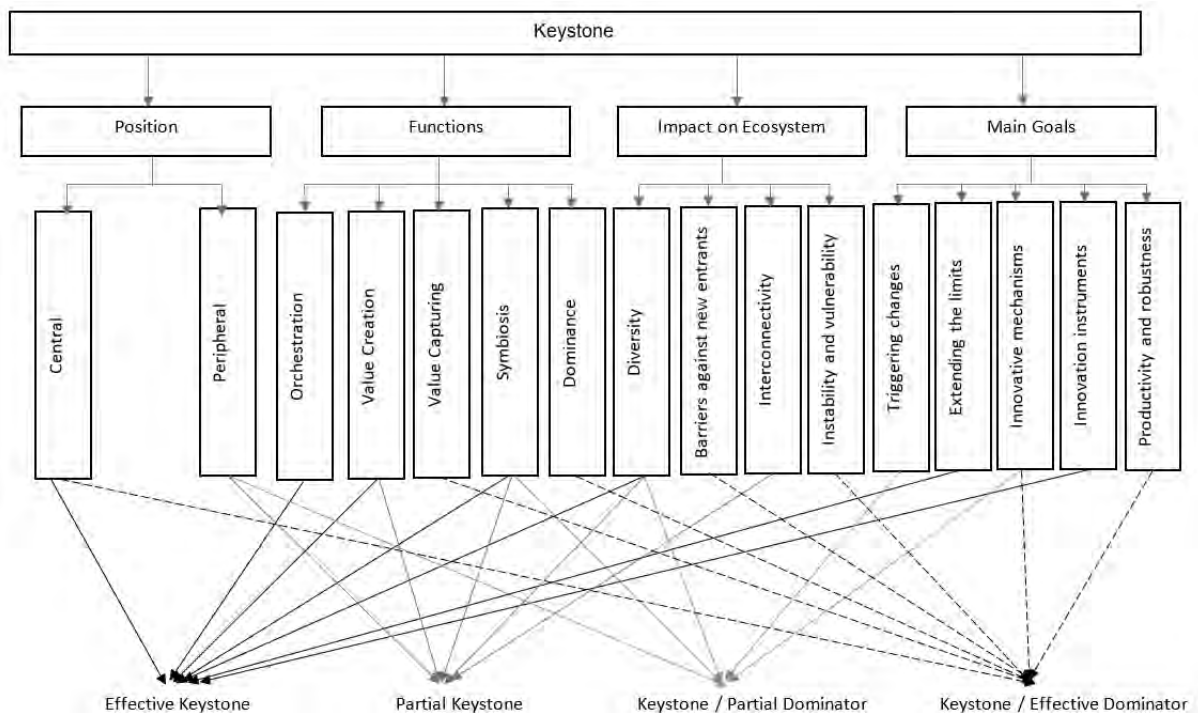 Keystone
Position
Functions
Impact on Ecosystem
Main Goals
Central
Peripheral
Orchestration
Value Creation
Value Capturing
Symbiosis
Dominance
Diversity
Barriers against new entrants
Interconnectivity
Instability and vulnerability
Triggering changes
Extending the limits
Innovative mechanisms
Innovation instruments
Productivity and robustness
Effective Keystone
Partial Keystone
Keystone / Partial Dominator
Keystone / Effective Dominator